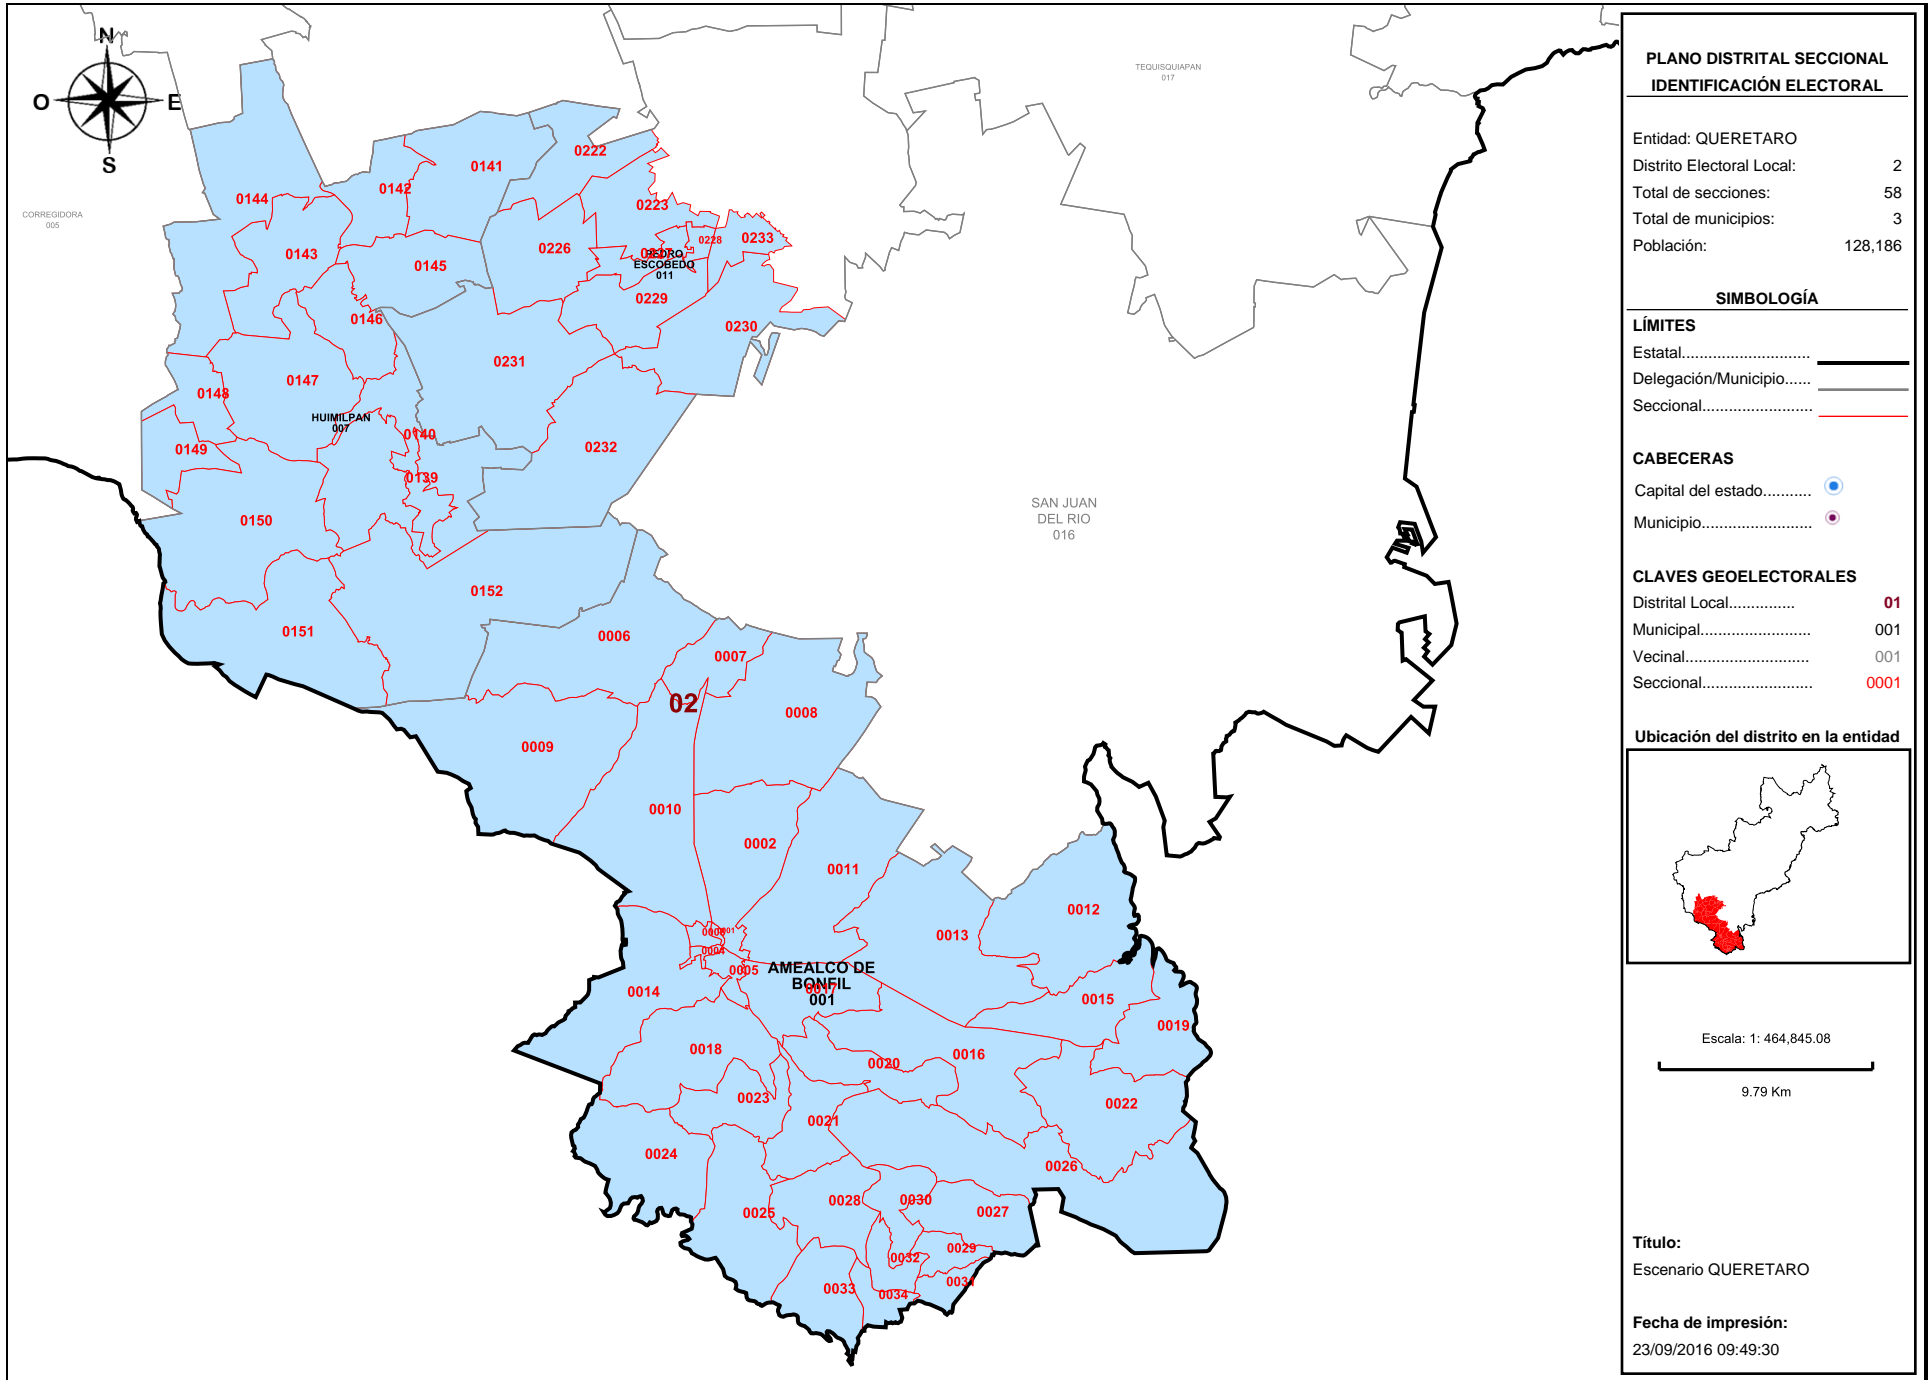 N
O
E
S
CORREGIDORA
005
TEQUISQUIAPAN
017
0222
0141
0142
0144
0223
0228
0233
0226
0143
0145
PEDRO
ESCOBEDO
011
0229
0146
0230
0231
0147
0148
HUIMILPAN
007
0140
0149
0232
0139
0150
SAN JUAN
DEL RIO
016
0152
0151
0006
0007
02
0008
0009
0010
0002
0011
0012
0013
0004
0005
AMEALCO DE
BONFIL
001
0017
0014
0015
0019
0018
0016
0020
0023
0022
0021
0024
0026
0028
0030
0025
0027
0029
0032
0031
0033
0034
PLANO DISTRITAL SECCIONAL
IDENTIFICACIÓN ELECTORAL
Entidad: QUERETARO
Distrito Electoral Local: 2
Total de secciones: 58
Total de municipios: 3
Población: 128,186
SIMBOLOGÍA
LÍMITES
Estatal.............................
Delegación/Municipio......
Seccional.........................
CABECERAS
Capital del estado...........
Municipio.........................
CLAVES GEOELECTORALES
Distrital Local............... 01
Municipal......................... 001
Vecinal............................ 001
Seccional......................... 0001
Ubicación del distrito en la entidad
Escala: 1: 464,845.08
9.79 Km
Título:
Escenario QUERETARO
Fecha de impresión:
23/09/2016 09:49:30